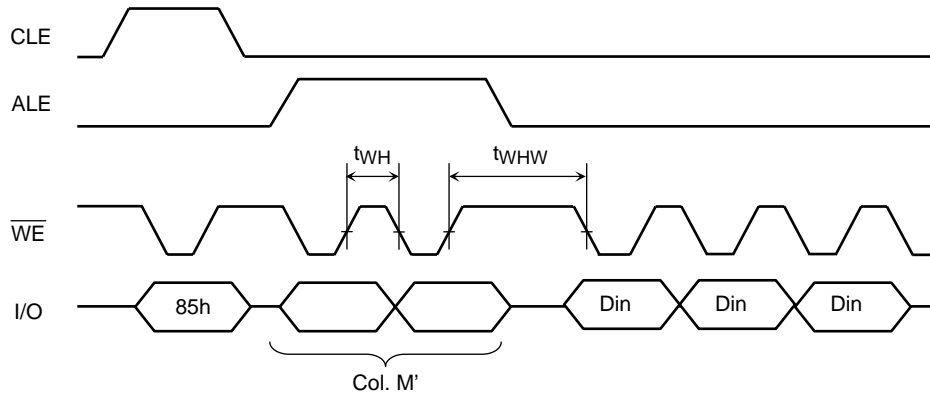 CLE
ALE
tWH
tWHW
WE
I/O
85h
Din
Din
Din
Col. M’